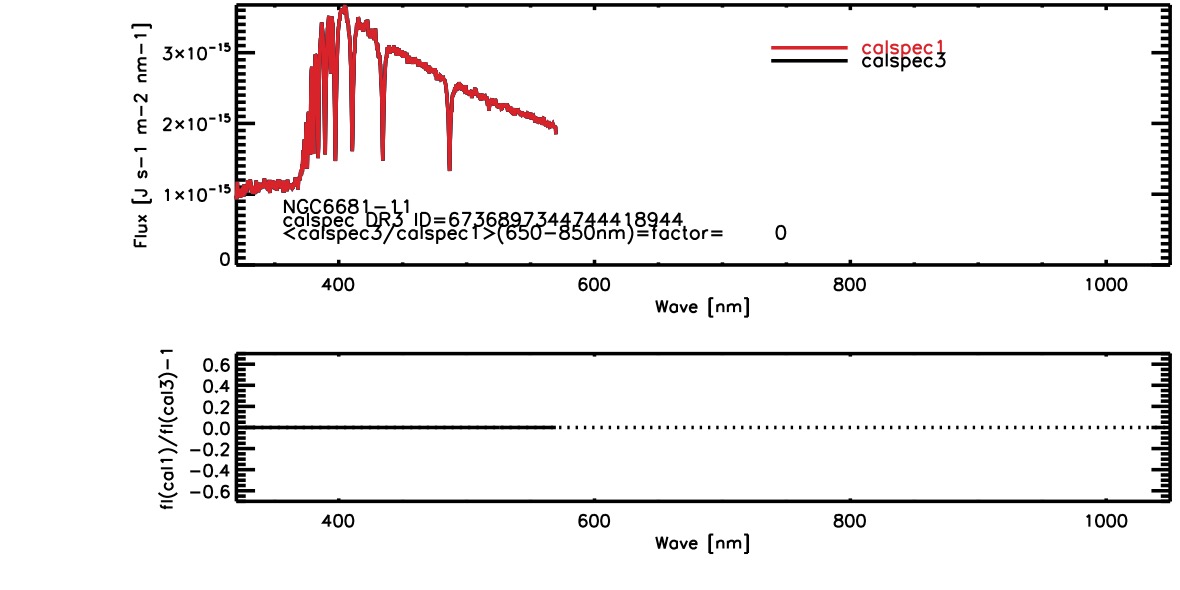 3×10⁻¹⁵
2×10⁻¹⁵
1×10⁻¹⁵
0
Flux [J s−1 m−2 nm−1]
calspec1
calspec3
NGC6681−11
calspec DR3 ID=6736897344744418944
<calspec3/calspec1>(650−850nm)=factor= 0
400 600 800 1000
Wave [nm]
0.6
0.4
0.2
0.0
−0.2
−0.4
−0.6
fl(cal1)/fl(cal3)−1
400 600 800 1000
Wave [nm]